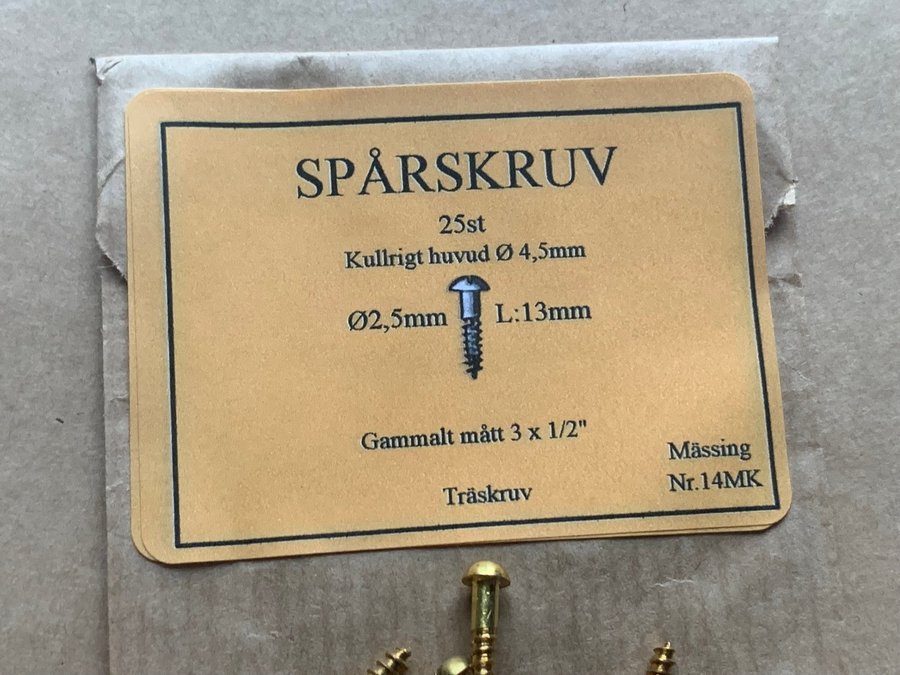 SPÅRSKRUV
25st
Kullrigt huvud Ø 4,5mm
Ø2,5mm L:13mm
Gammalt mått 3 x 1/2"
Mässing
Träskruv
Nr.14MK